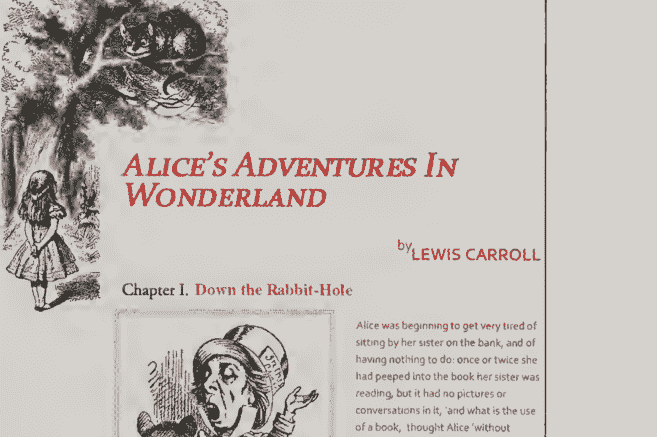 ALICE'S ADVENTURES IN
WONDERLAND
by LEWIS CARROLL
Chapter I. Down the Rabbit-Hole
Alice was beginning to get very tired of
sitting by her sister on the bank, and of
having nothing to do: once or twice she
had peeped into the book her sister was
reading, but it had no pictures or
conversations in it, 'and what is the use
of a book, thought Alice 'without